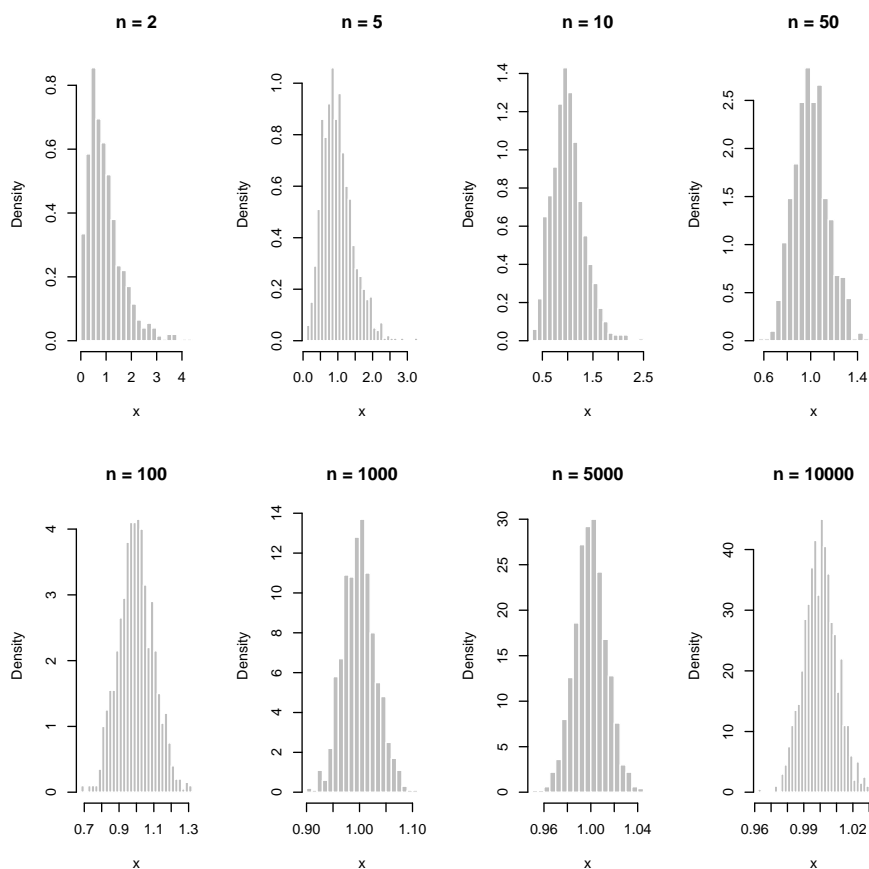 n = 2
0 1 2 3 4
0.0 0.2 0.4 0.6 0.8
x
Density
n = 5
0.0 1.0 2.0 3.0
0.0 0.2 0.4 0.6 0.8 1.0
x
Density
n = 10
0.5 1.5 2.5
0.0 0.2 0.4 0.6 0.8 1.0 1.2 1.4
x
Density
n = 50
0.6 1.0 1.4
0.0 0.5 1.0 1.5 2.0 2.5
x
Density
n = 100
0.7 0.9 1.1 1.3
0 1 2 3 4
x
Density
n = 1000
0.90 1.00 1.10
0 2 4 6 8 10 12 14
x
Density
n = 5000
0.96 1.00 1.04
0 5 10 15 20 25 30
x
Density
n = 10000
0.96 0.99 1.02
0 10 20 30 40
x
Density